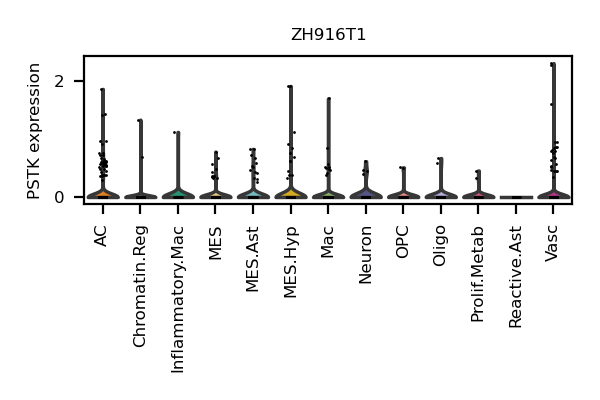 ZH916T1
PSTK expression
2
0
AC
Chromatin.Reg
Inflammatory.Mac
MES
MES.Ast
MES.Hyp
Mac
Neuron
OPC
Oligo
Prolif.Metab
Reactive.Ast
Vasc